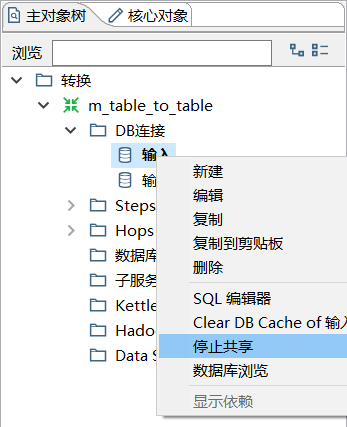 主对象树 核心对象
浏览
转换
m_table_to_table
DB连接
输入
输
Steps
Hops
数据库
子服务
Kettle
Hado
Data S
新建
编辑
复制
复制到剪贴板
删除
SQL 编辑器
Clear DB Cache of 输入
停止共享
数据库浏览
显示依赖